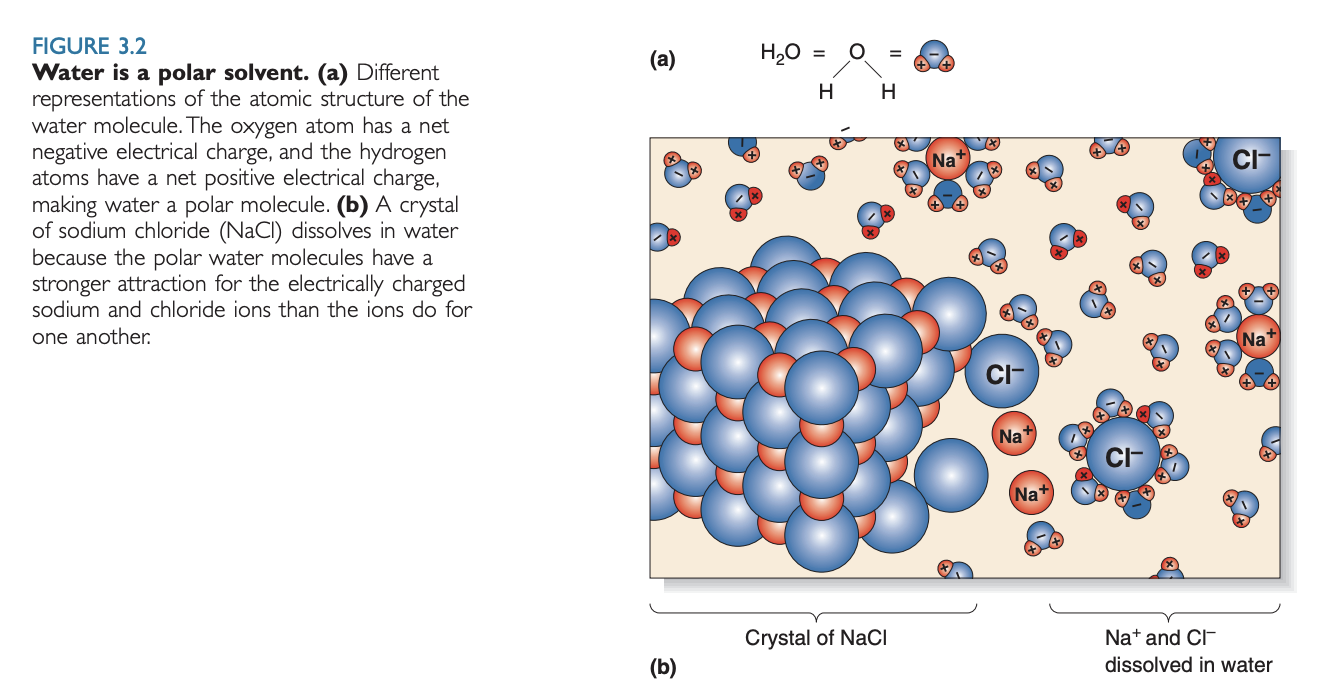 FIGURE 3.2
Water is a polar solvent. (a) Different
representations of the atomic structure of the
water molecule. The oxygen atom has a net
negative electrical charge, and the hydrogen
atoms have a net positive electrical charge,
making water a polar molecule. (b) A crystal
of sodium chloride (NaCl) dissolves in water
because the polar water molecules have a
stronger attraction for the electrically charged
sodium and chloride ions than the ions do for
one another.
(a)
H₂O = O =
H H
Na⁺
Cl⁻
Na⁺
Cl⁻
Na⁺
Cl⁻
Na⁺
Crystal of NaCl
Na⁺ and Cl⁻
dissolved in water
(b)